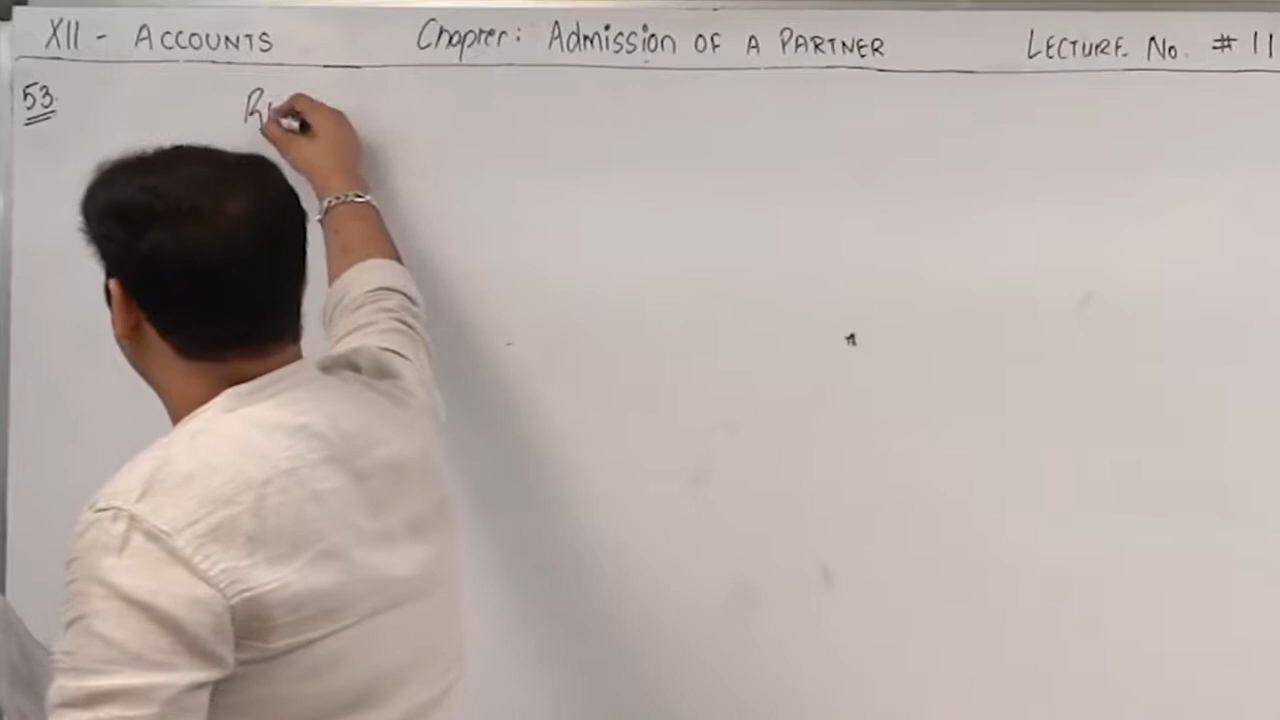 XII - ACCOUNTS Chapter: Admission OF A PARTNER LECTURE No. # 11
53.